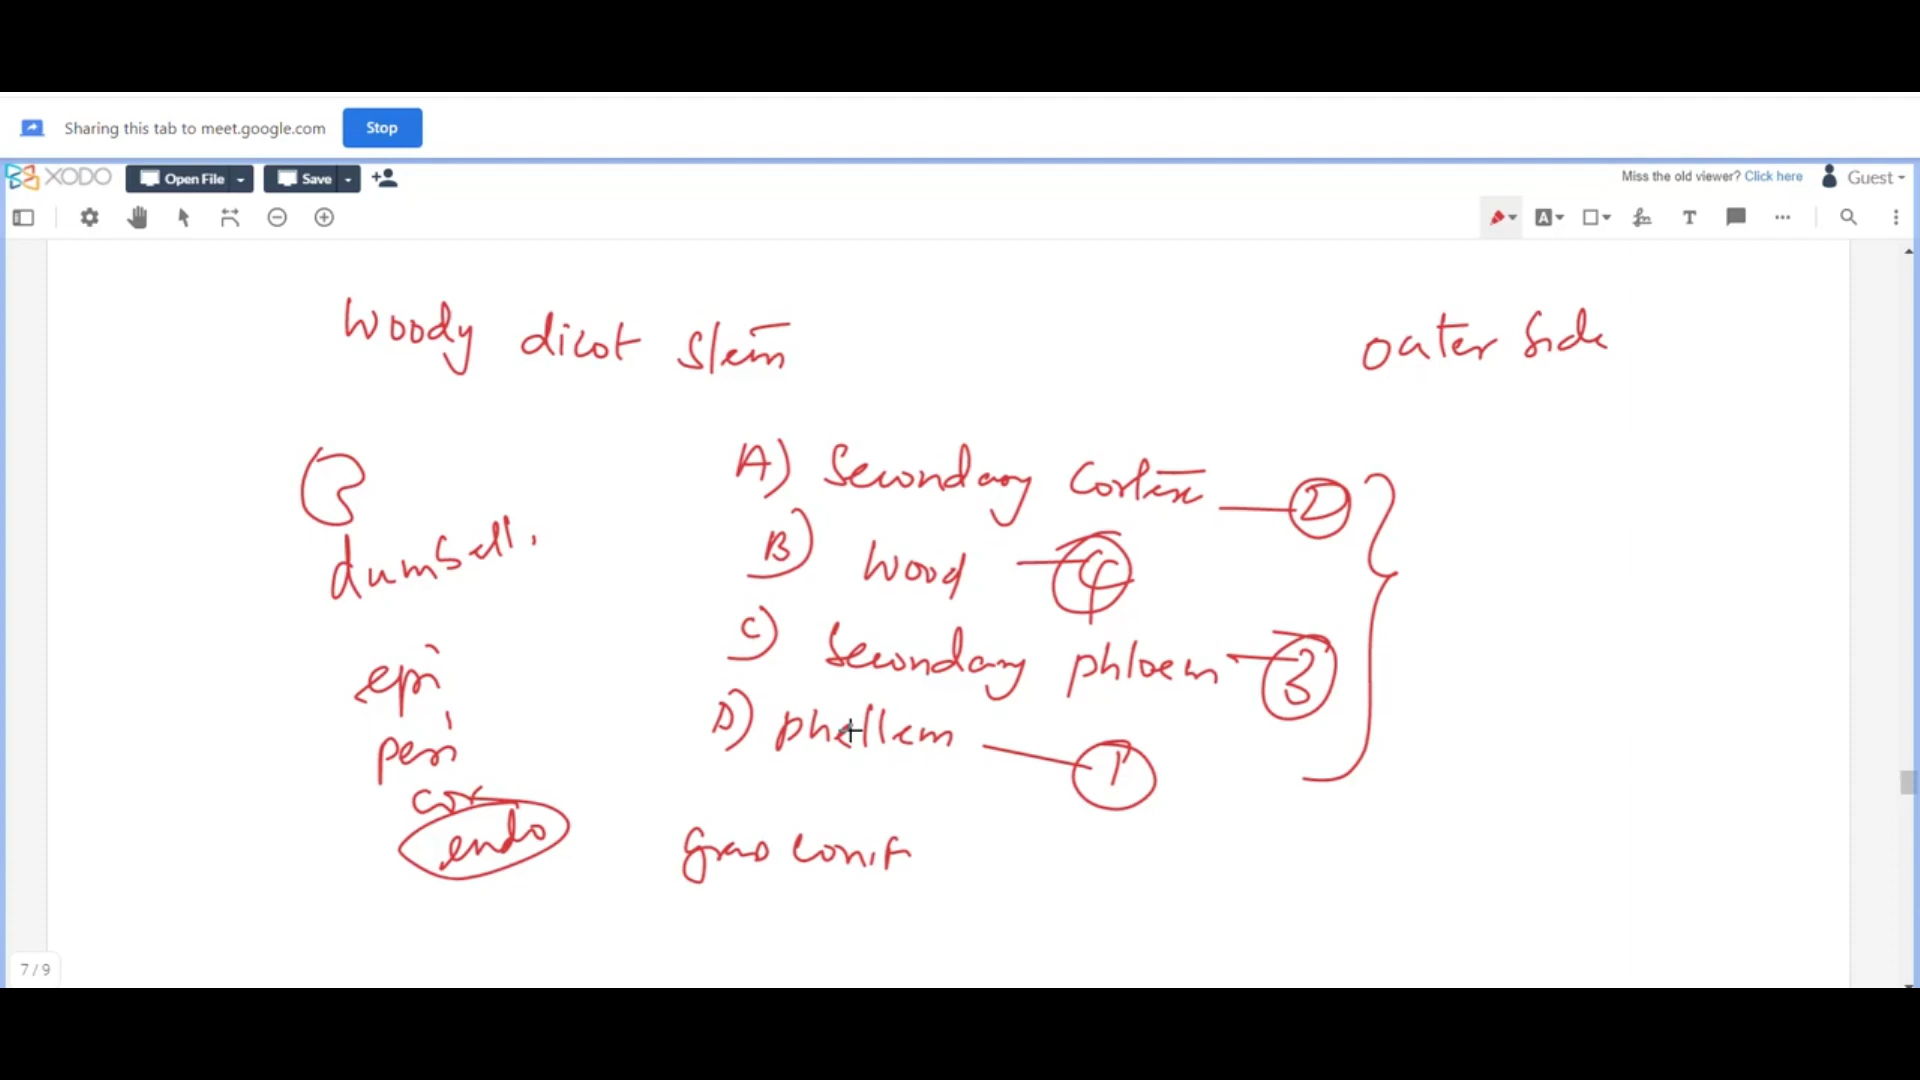 Sharing this tab to meet.google.com Stop
XODO Open File Save Miss the old viewer? Click here Guest
Woody dicot stem outer side
A) Secondary Cortex — 2
B) Wood — 4
dumbell.
C) Secondary phloem — 3
epi
D) phellem — 1
peri
cor
endo
7 / 9